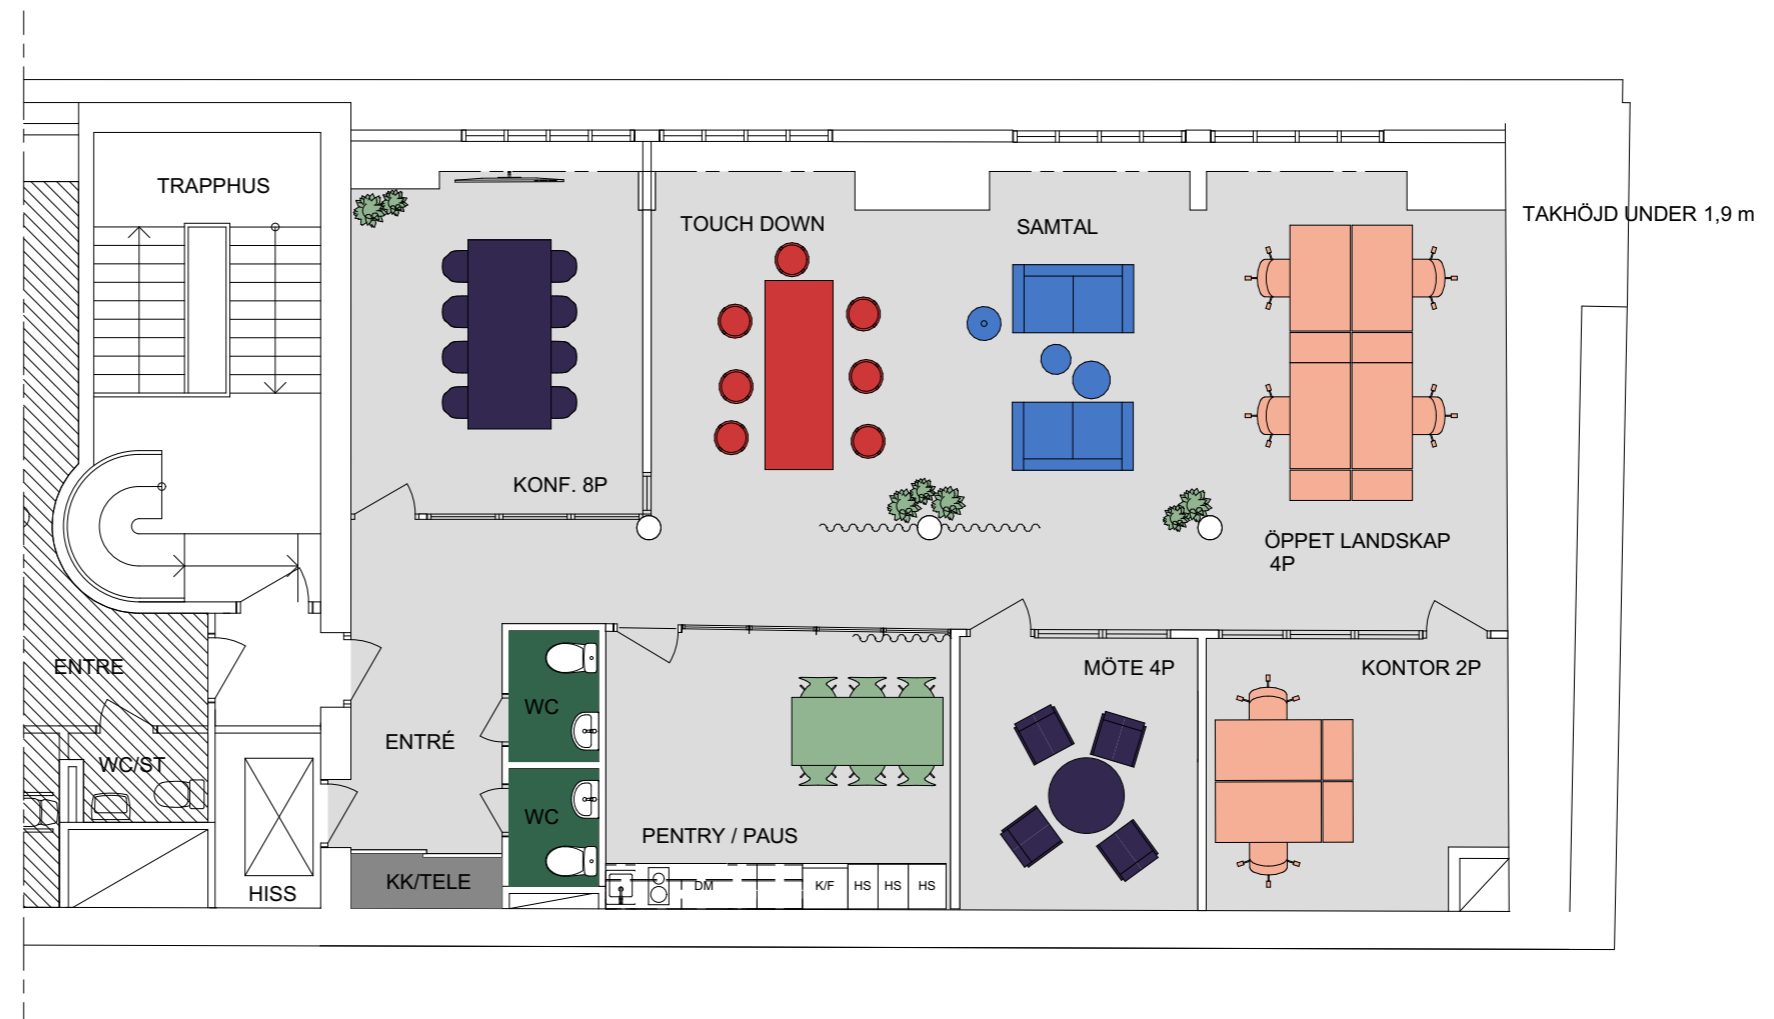 TRAPPHUS
TOUCH DOWN
SAMTAL
TAKHÖJD UNDER 1,9 m
KONF. 8P
ÖPPET LANDSKAP
4P
ENTRE
MÖTE 4P
KONTOR 2P
WC
ENTRÉ
WC/ST
WC
PENTRY / PAUS
KK/TELE
HISS
DM
K/F
HS
HS
HS